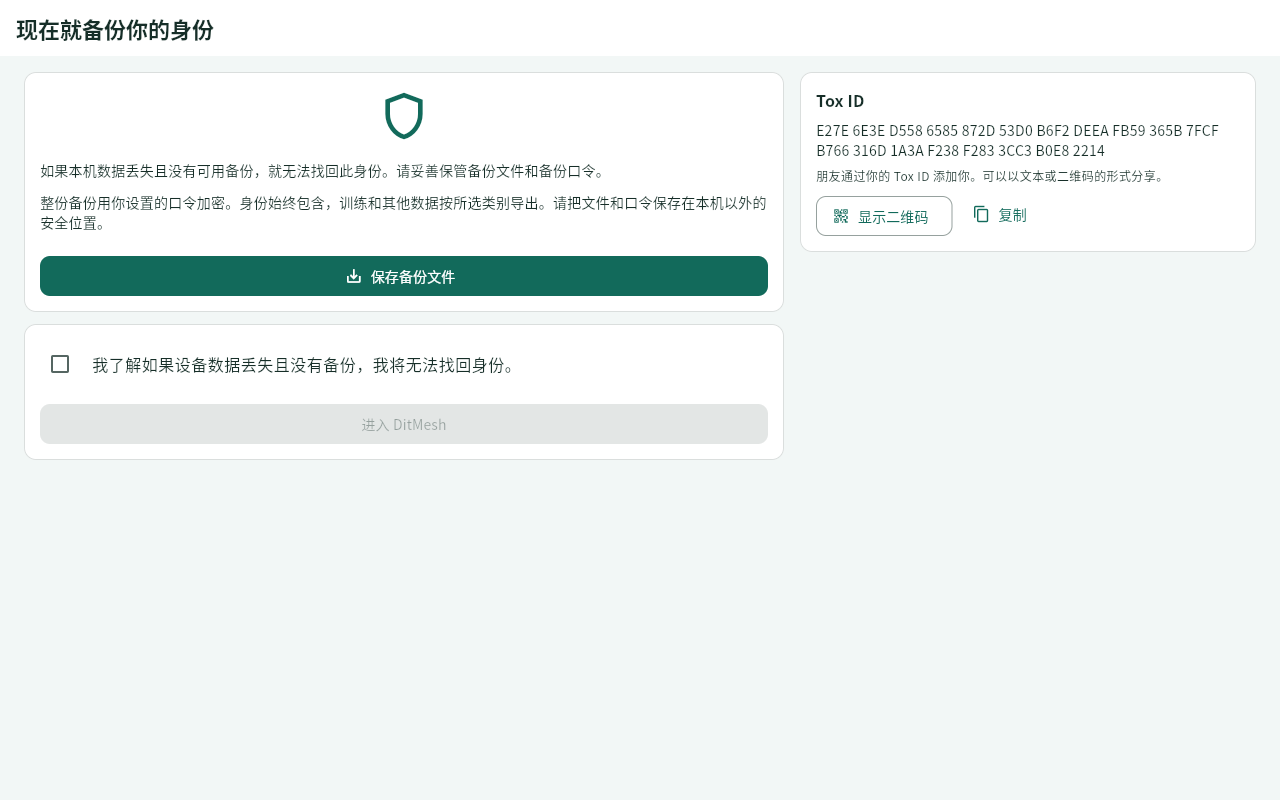 现在就备份你的身份
如果本机数据丢失且没有可用备份，就无法找回此身份。请妥善保管备份文件和备份口令。
整份备份用你设置的口令加密。身份始终包含，训练和其他数据按所选类别导出。请把文件和口令保存在本机以外的
安全位置。
保存备份文件
我了解如果设备数据丢失且没有备份，我将无法找回身份。
进入 DitMesh
Tox ID
E27E 6E3E D558 6585 872D 53D0 B6F2 DEEA FB59 365B 7FCF
B766 316D 1A3A F238 F283 3CC3 B0E8 2214
朋友通过你的 Tox ID 添加你。可以以文本或二维码的形式分享。
显示二维码
复制